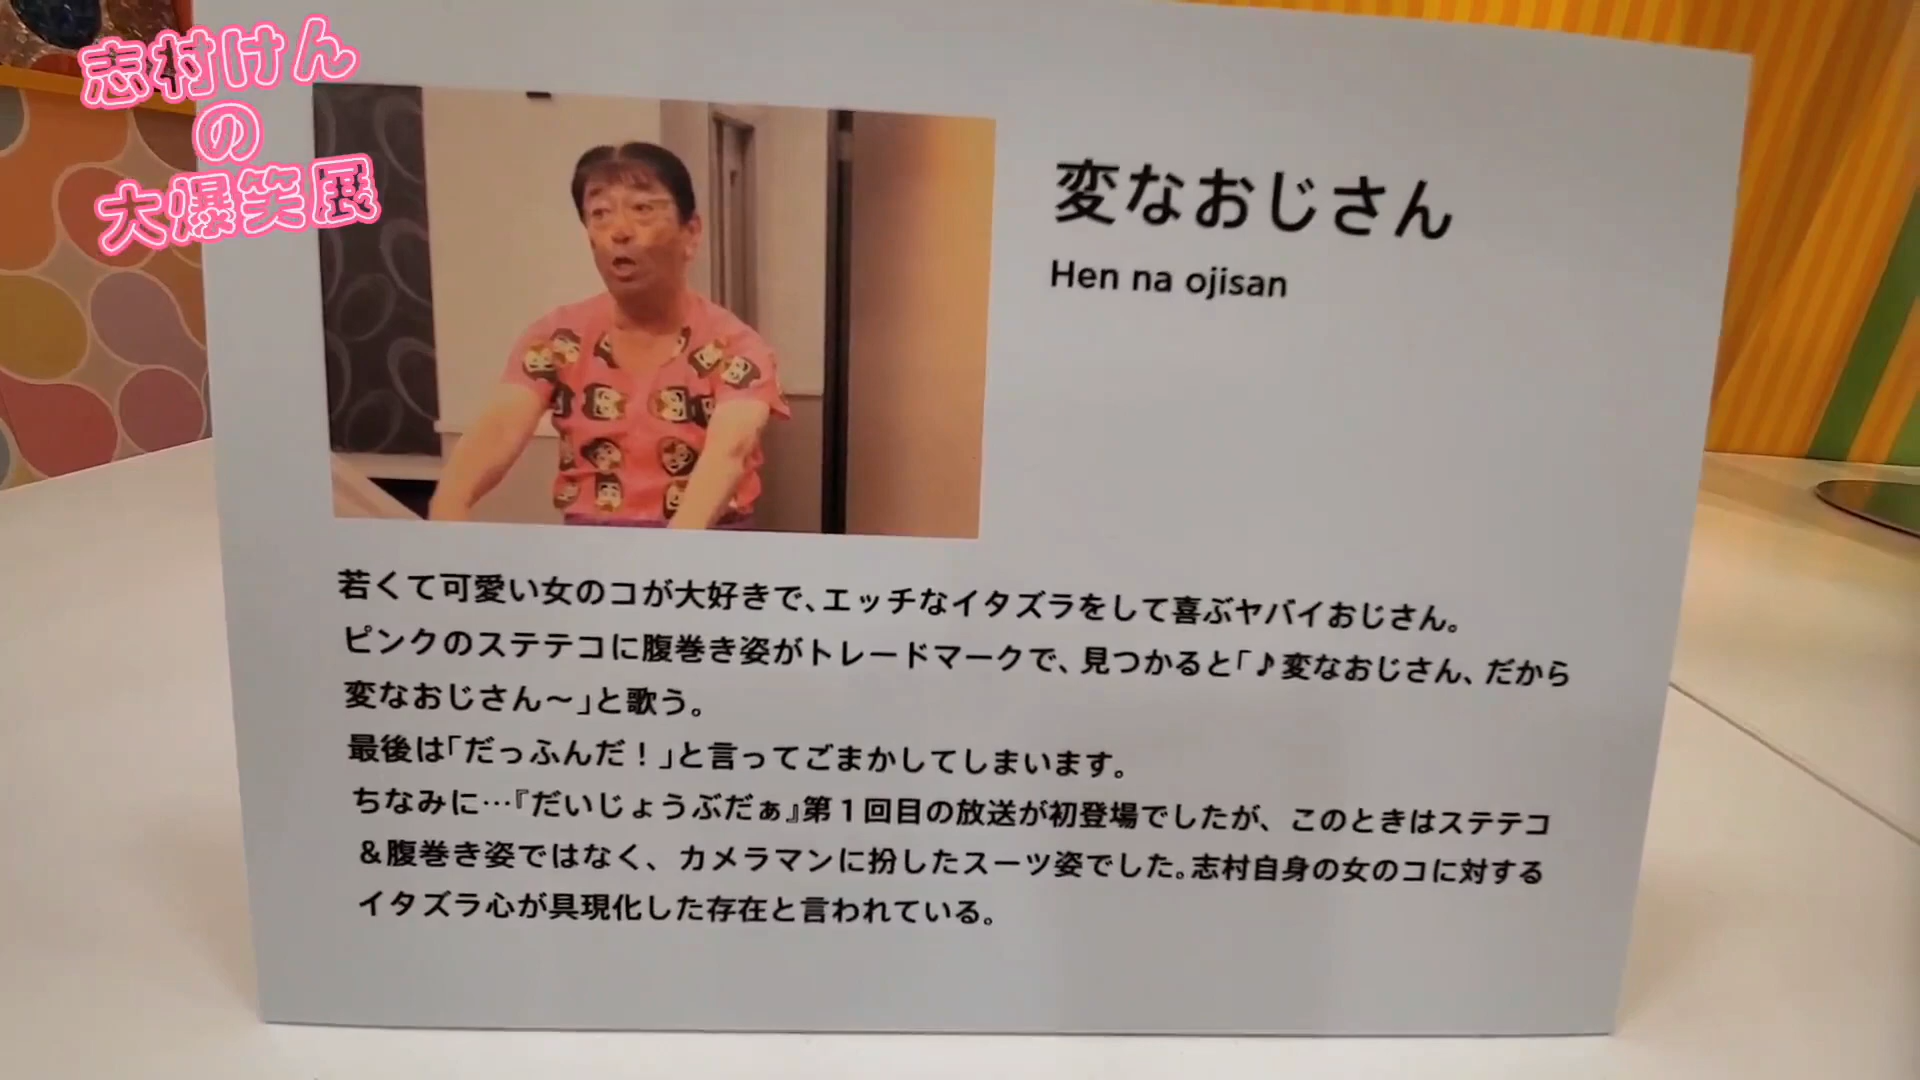 志村けん
の
大爆笑展
変なおじさん
Hen na ojisan
若くて可愛い女のコが大好きで、エッチなイタズラをして喜ぶヤバイおじさん。
ピンクのステテコに腹巻き姿がトレードマークで、見つかると「♪変なおじさん、だから
変なおじさん〜」と歌う。
最後は「だっふんだ！」と言ってごまかしてしまいます。
ちなみに…『だいじょうぶだぁ』第１回目の放送が初登場でしたが、このときはステテコ
＆腹巻き姿ではなく、カメラマンに扮したスーツ姿でした。志村自身の女のコに対する
イタズラ心が具現化した存在と言われている。